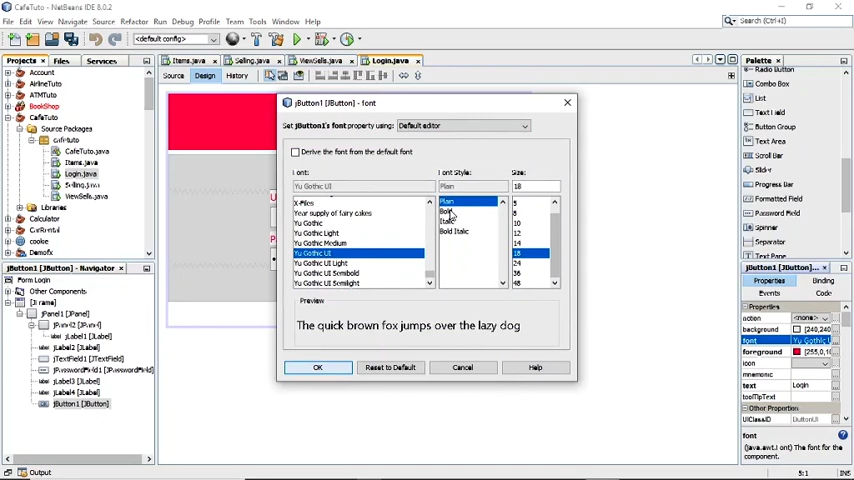 CafeTuto - NetBeans IDE 8.0.2
File Edit View Navigate Source Refactor Run Debug Profile Team Tools Window Help
Search (Ctrl+I)
<default config>
Projects Files Services
Items.java Selling.java ViewSells.java Login.java
Palette
Source Design History
Account
AirlineTuto
ATMTuto
BookShop
CafeTuto
Source Packages
cafetuto
CafeTuto.java
Items.java
Login.java
Selling.java
ViewSells.java
Libraries
Calculator
CarRental
cookie
Demofx
jButton1 [JButton] - Navigator
Form Login
Other Components
[JFrame]
jPanel1 [JPanel]
jPanel2 [JPanel]
jLabel1 [JLabel]
jLabel2 [JLabel]
jTextField1 [JTextField]
jPasswordField1 [JPasswordField]
jLabel3 [JLabel]
jLabel4 [JLabel]
jButton1 [JButton]
Output
jButton1 [JButton] - font
Set jButton1's font property using: Default editor
Derive the font from the default font
Font: Font Style: Size:
Yu Gothic UI Plain 18
X-Files Plain 5
Year supply of fairy cakes Bold 8
Yu Gothic Italic 10
Yu Gothic Light Bold Italic 12
Yu Gothic Medium 14
Yu Gothic UI 18
Yu Gothic UI Light 24
Yu Gothic UI Semibold 36
Yu Gothic UI Semilight 48
Preview
The quick brown fox jumps over the lazy dog
OK Reset to Default Cancel Help
Radio Button
Combo Box
List
Text Field
Button Group
Text Area
Scroll Bar
Slider
Progress Bar
Formatted Field
Password Field
Spinner
Separator
Text Pane
jButton1 [JButton]...
Properties Binding
Events Code
Properties
action <none>
background [240,240
font Yu Gothic U
foreground [255,0,
icon
mnemonic
text Login
toolTipText
Other Properties
UIClassID ButtonUI
font
(java.awt.Font) The font for the
component.
5:1 INS